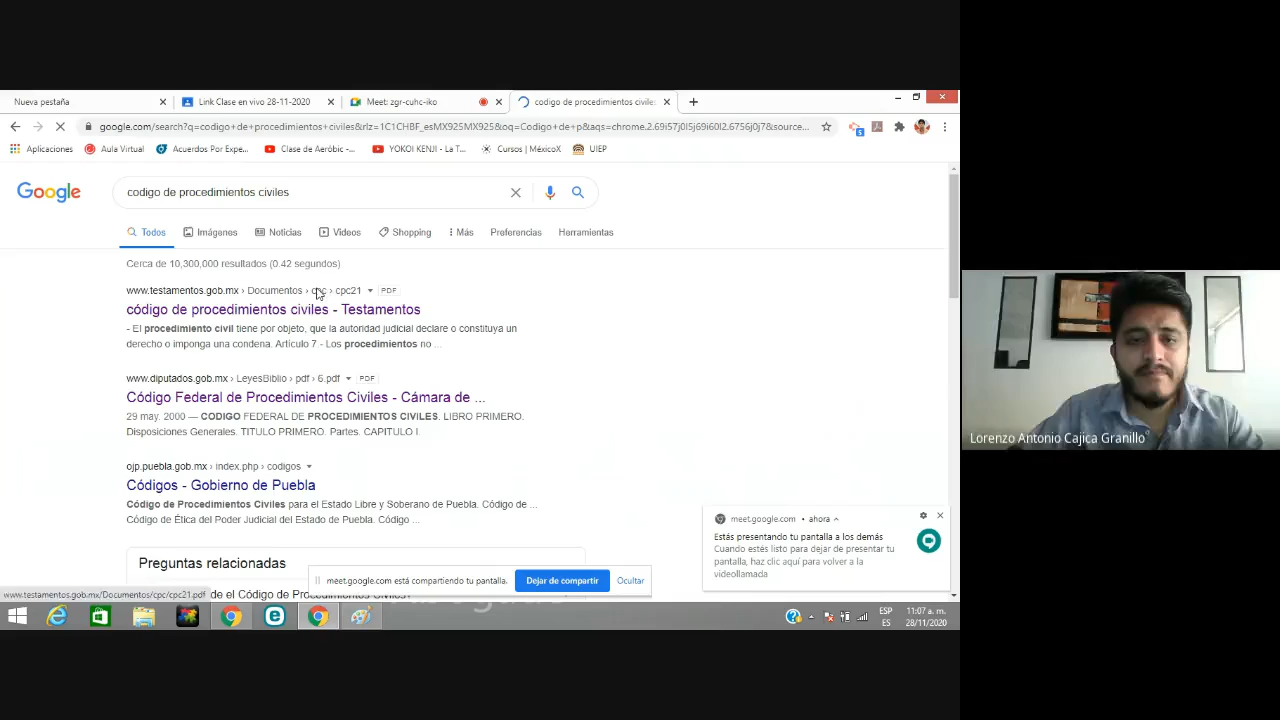 Nueva pestaña
Link Clase en vivo 28-11-2020
Meet: zgr-cuhc-iko
codigo de procedimientos civiles
google.com/search?q=codigo+de+procedimientos+civiles&rlz=1C1CHBF_esMX925MX925&oq=Codigo+de+p&aqs=chrome.2.69i57j0l5j69i60l2.6756j0j7&source...
5
Aplicaciones
Aula Virtual
Acuerdos Por Expe...
Clase de Aeróbic -...
YOKOI KENJI - La T...
Cursos | MéxicoX
UIEP
Google
codigo de procedimientos civiles
Todos
Imágenes
Noticias
Videos
Shopping
Más
Preferencias
Herramientas
Cerca de 10,300,000 resultados (0.42 segundos)
www.testamentos.gob.mx › Documentos › cpc › cpc21
PDF
código de procedimientos civiles - Testamentos
- El procedimiento civil tiene por objeto, que la autoridad judicial declare o constituya un
derecho o imponga una condena. Artículo 7.- Los procedimientos no ...
www.diputados.gob.mx › LeyesBiblio › pdf › 6.pdf
PDF
Código Federal de Procedimientos Civiles - Cámara de ...
29 may. 2000 — CODIGO FEDERAL DE PROCEDIMIENTOS CIVILES. LIBRO PRIMERO.
Disposiciones Generales. TITULO PRIMERO. Partes. CAPITULO I.
ojp.puebla.gob.mx › index.php › codigos
Códigos - Gobierno de Puebla
Código de Procedimientos Civiles para el Estado Libre y Soberano de Puebla. Código de ...
Código de Ética del Poder Judicial del Estado de Puebla. Código ...
Preguntas relacionadas
meet.google.com está compartiendo tu pantalla.
Dejar de compartir
Ocultar
www.testamentos.gob.mx/Documentos/cpc/cpc21.pdf
meet.google.com • ahora
Estás presentando tu pantalla a los demás
Cuando estés listo para dejar de presentar tu
pantalla, haz clic aquí para volver a la
videollamada
ESP
ES
11:07 a. m.
28/11/2020
Lorenzo Antonio Cajica Granillo